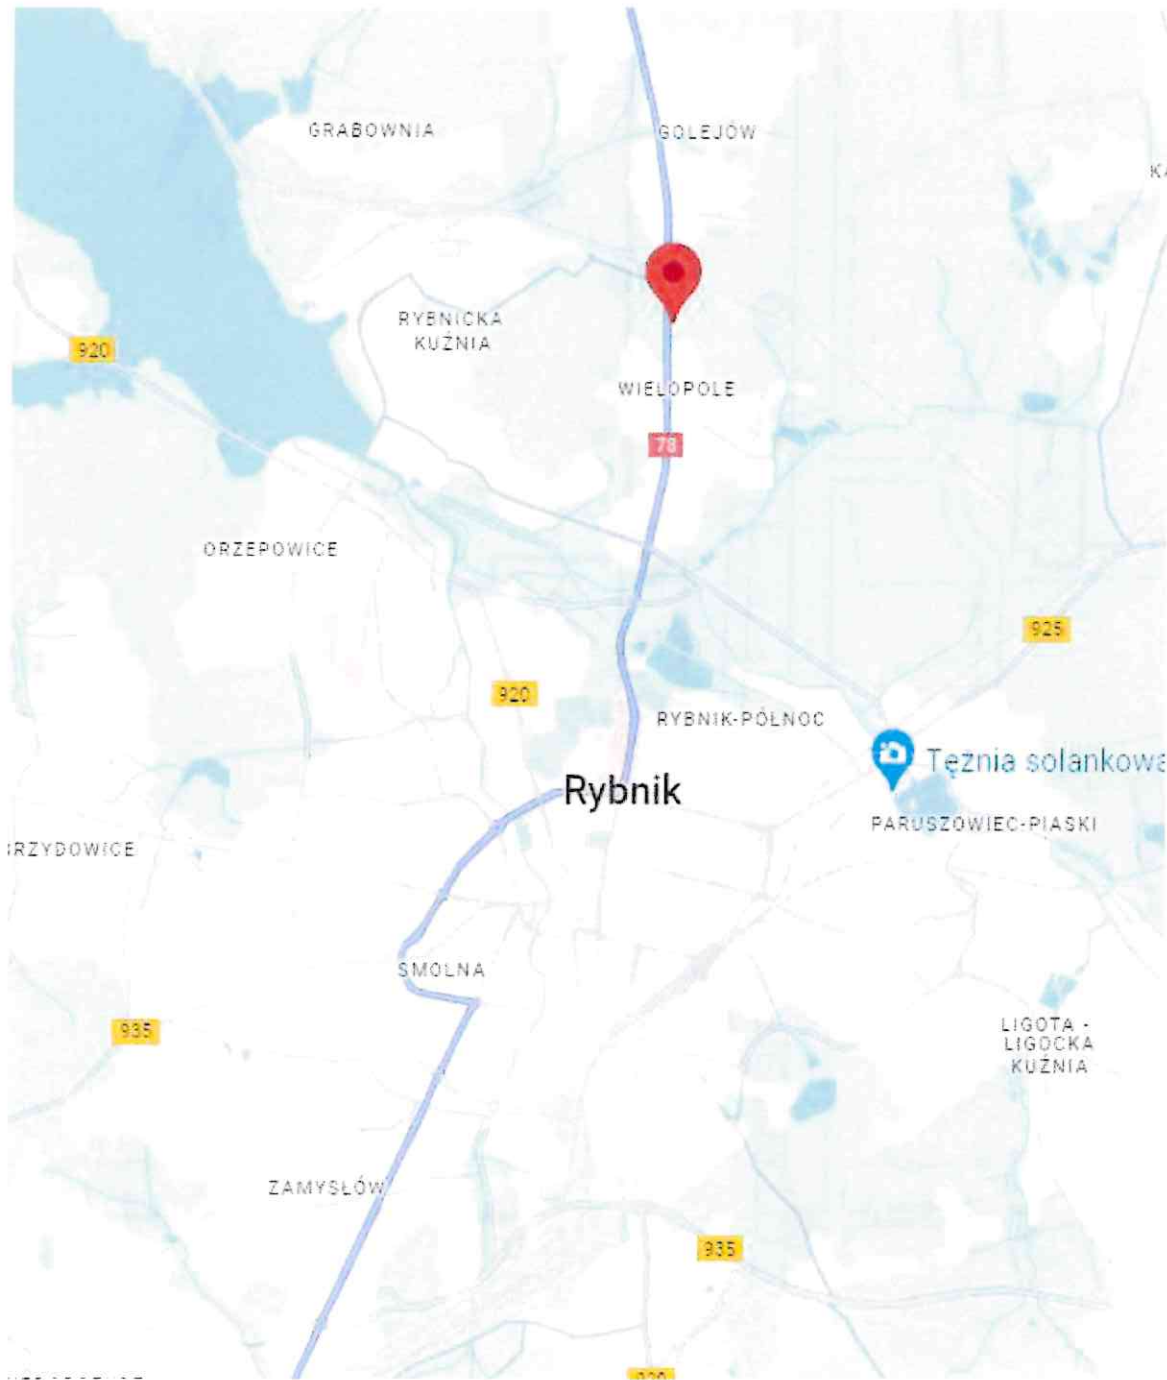 GRABOWNIA
GOLEJÓW
RYBNICKA
KUŹNIA
920
WIELOPOLE
78
ORZEPOWICE
925
920
RYBNIK-PÓŁNOC
Tężnia solankowa
Rybnik
PARUSZOWIEC-PIASKI
SMOLNA
935
LIGOTA -
LIGOCKA
KUŹNIA
ZAMYSŁÓW
935